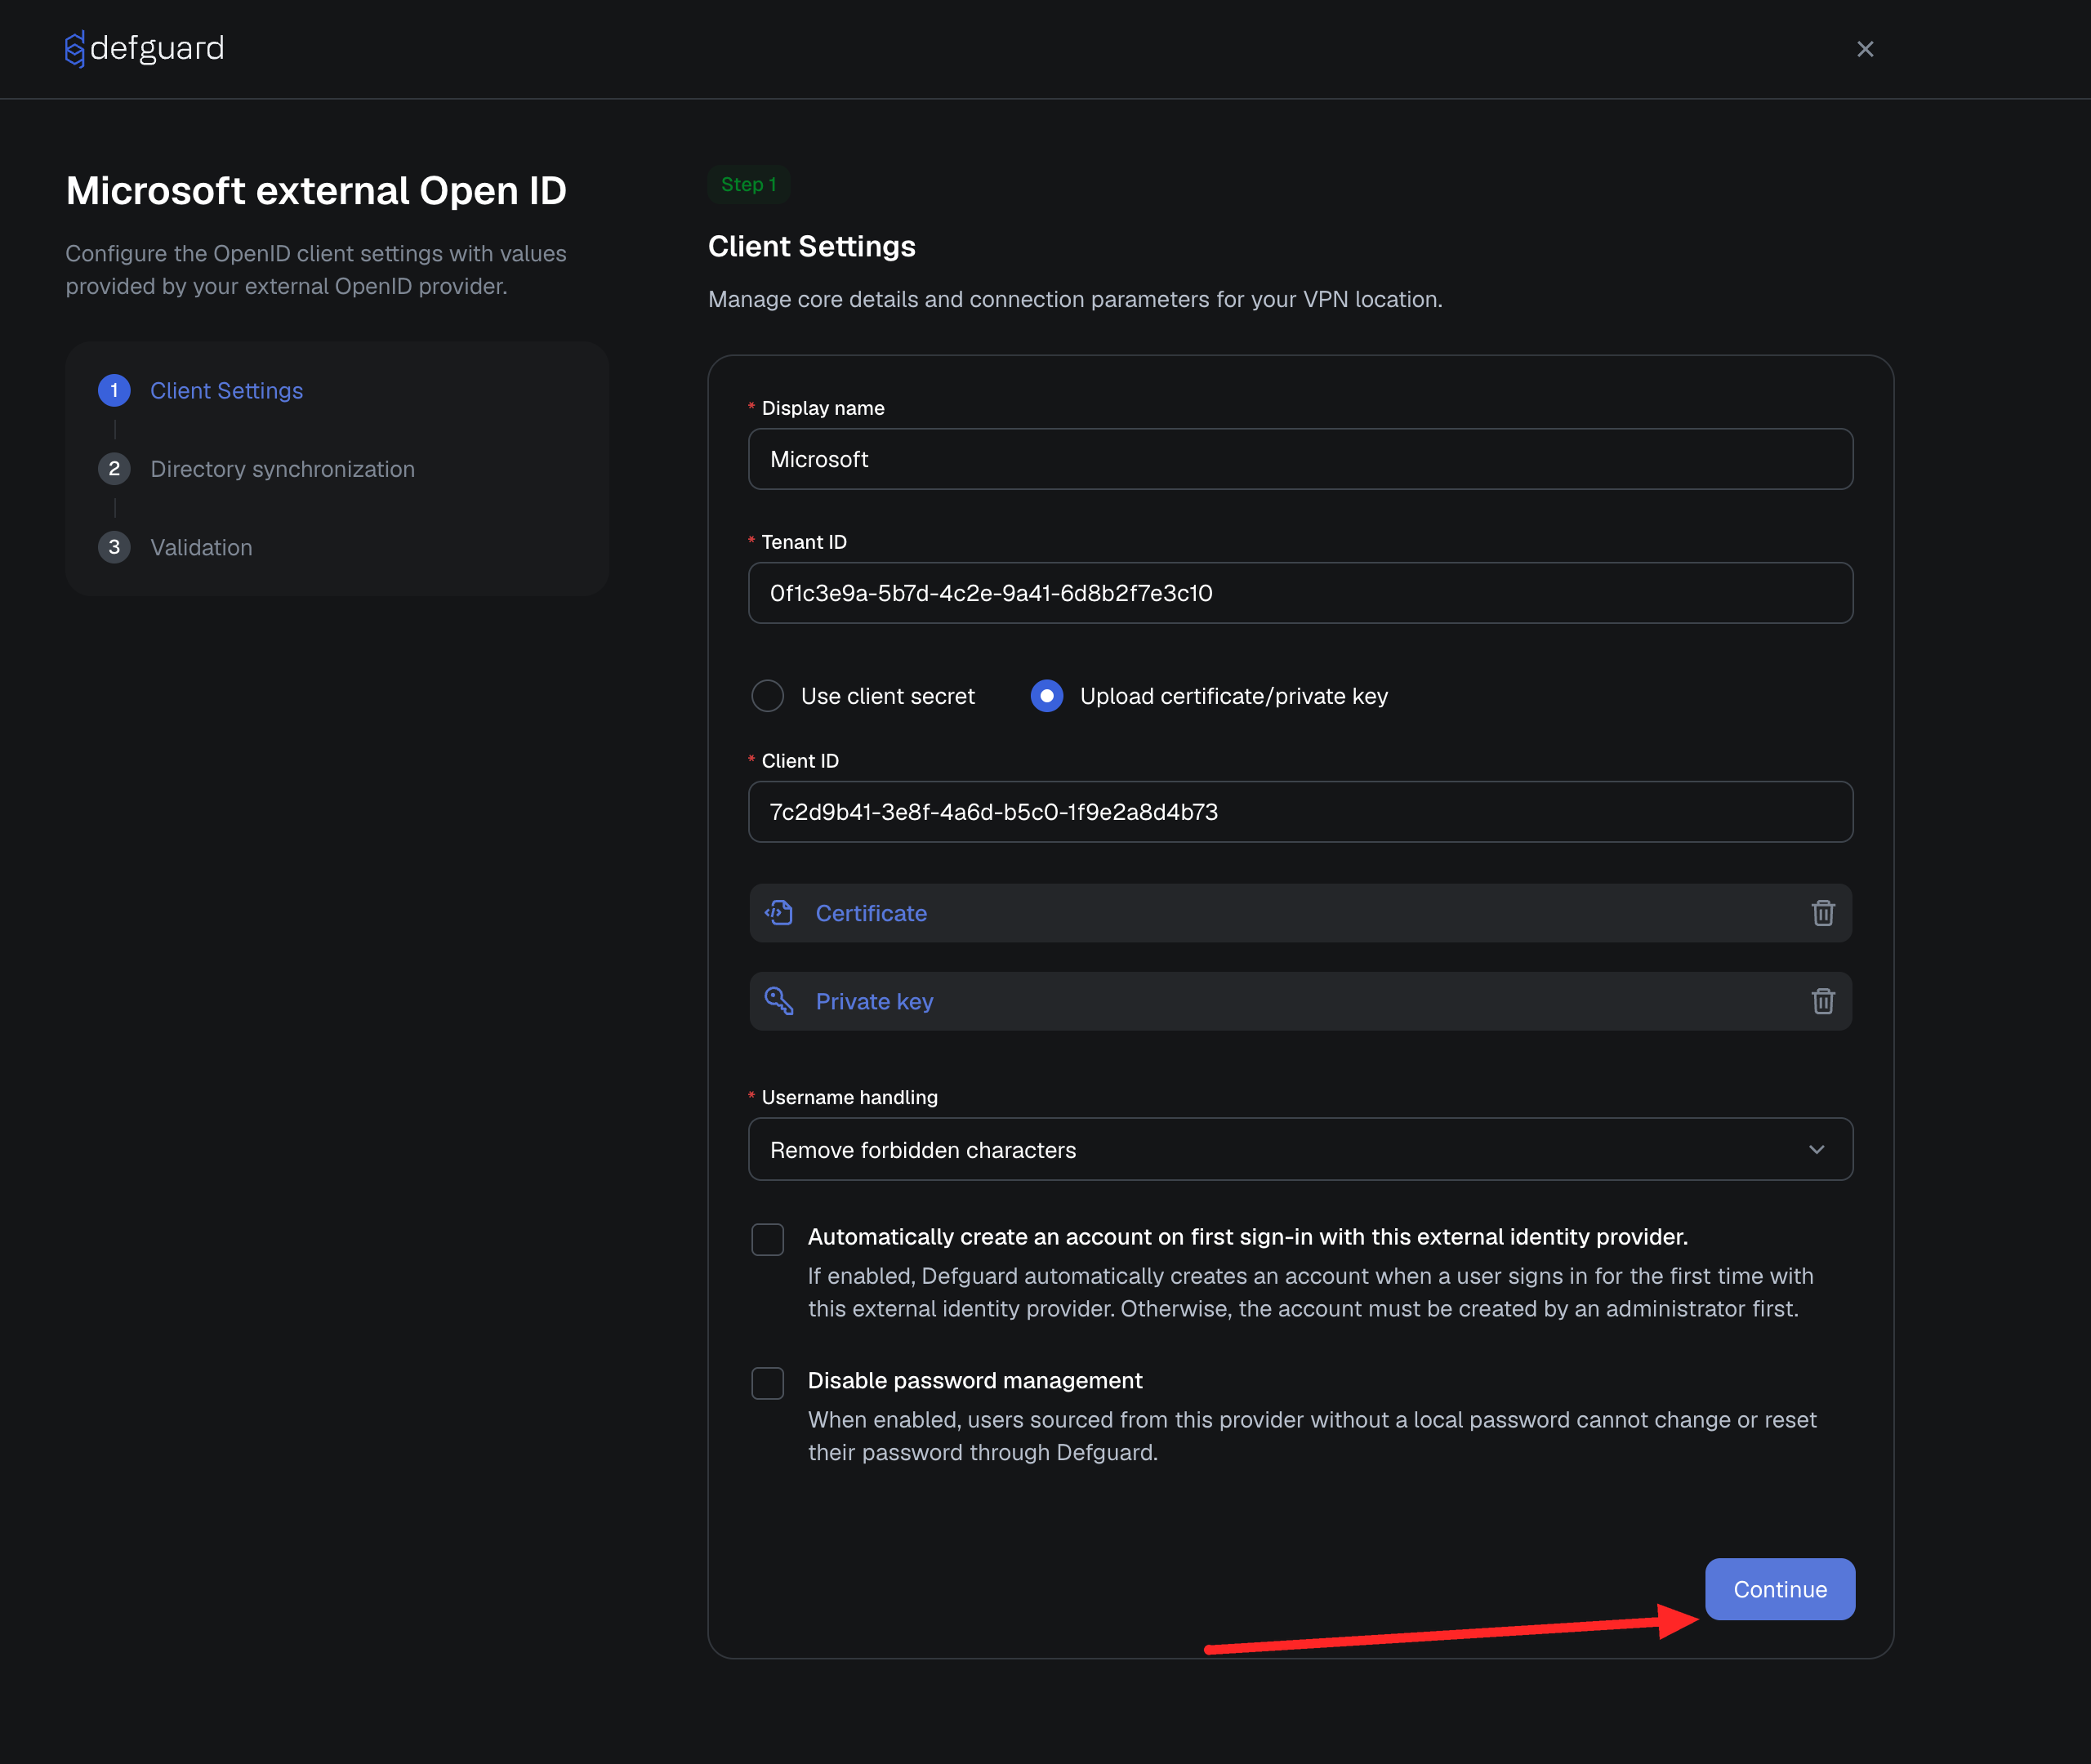 defguard
Microsoft external Open ID
Configure the OpenID client settings with values
provided by your external OpenID provider.
1 Client Settings
2 Directory synchronization
3 Validation
Step 1
Client Settings
Manage core details and connection parameters for your VPN location.
* Display name
Microsoft
* Tenant ID
0f1c3e9a-5b7d-4c2e-9a41-6d8b2f7e3c10
Use client secret
Upload certificate/private key
* Client ID
7c2d9b41-3e8f-4a6d-b5c0-1f9e2a8d4b73
Certificate
Private key
* Username handling
Remove forbidden characters
Automatically create an account on first sign-in with this external identity provider.
If enabled, Defguard automatically creates an account when a user signs in for the first time with
this external identity provider. Otherwise, the account must be created by an administrator first.
Disable password management
When enabled, users sourced from this provider without a local password cannot change or reset
their password through Defguard.
Continue